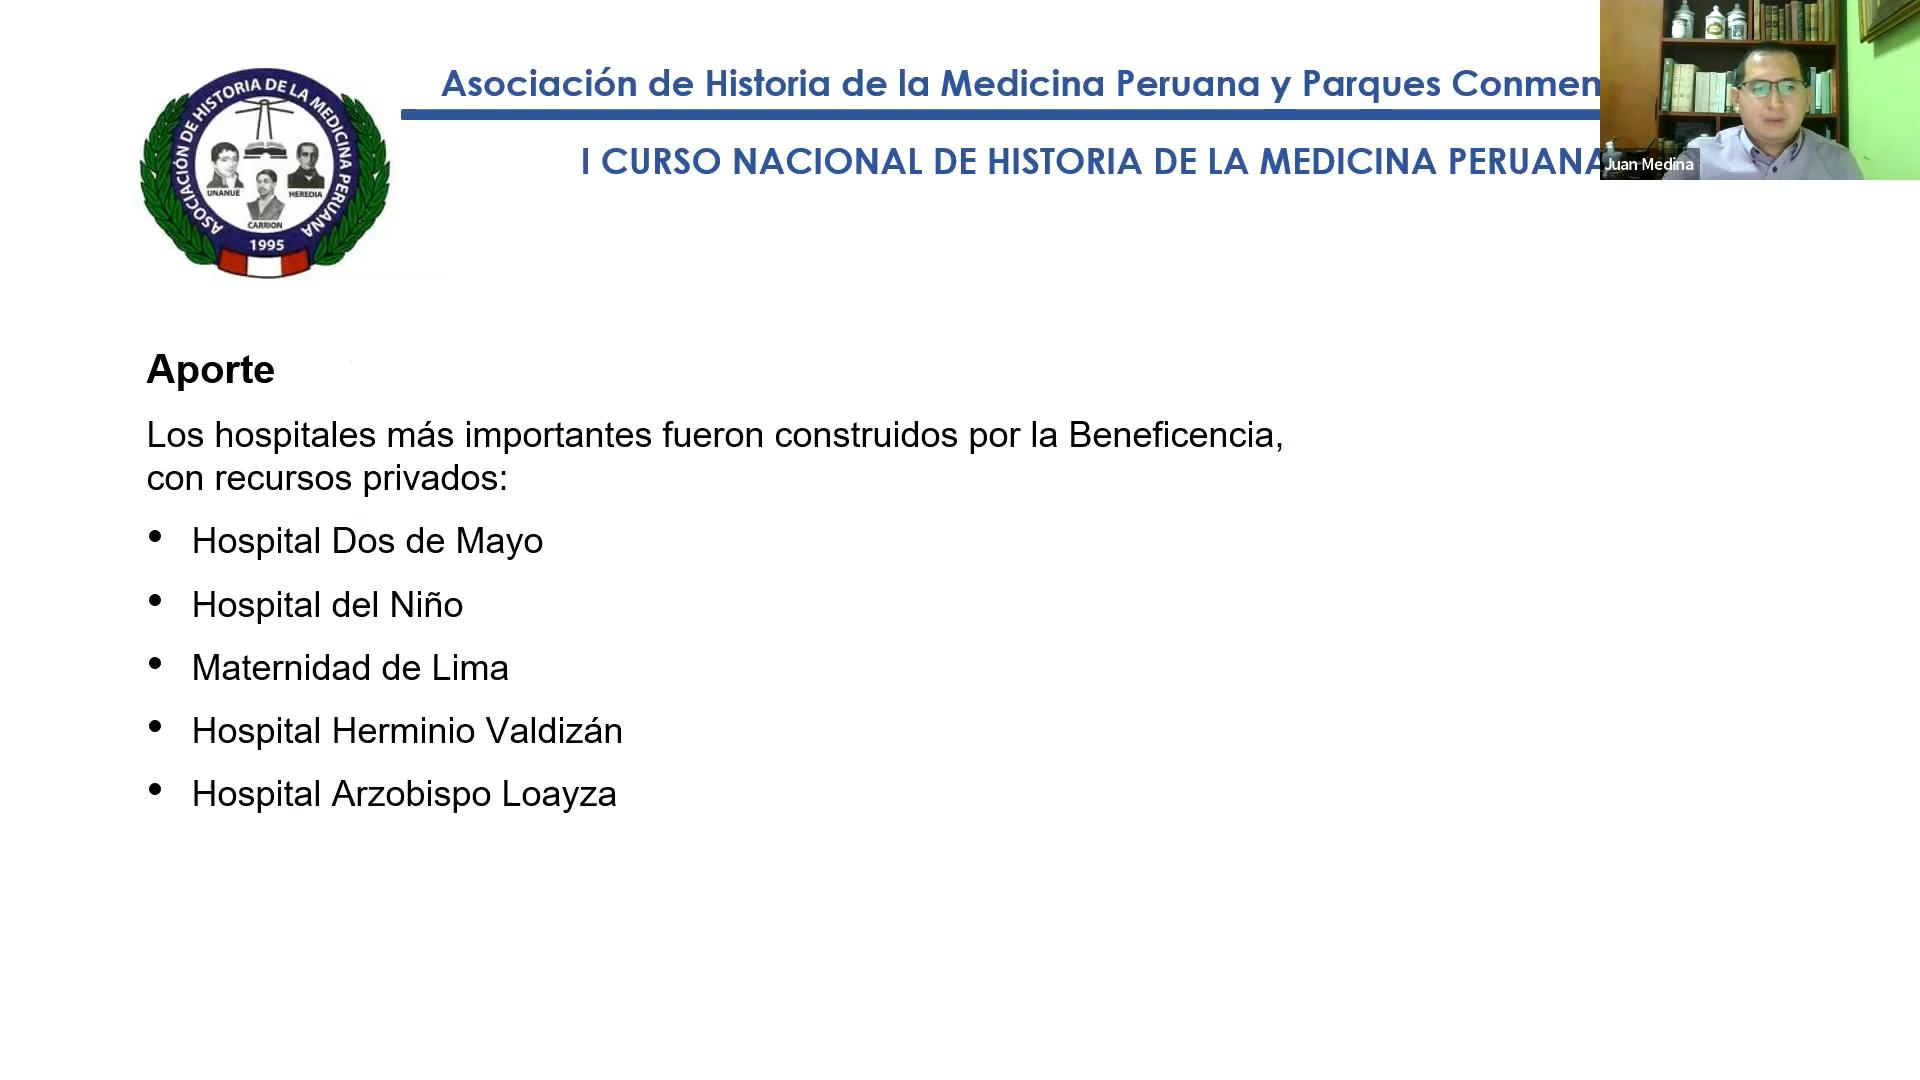 Asociación de Historia de la Medicina Peruana y Parques Conmen
I CURSO NACIONAL DE HISTORIA DE LA MEDICINA PERUANA
Juan Medina
ASOCIACIÓN DE HISTORIA DE LA MEDICINA PERUANA
UNANUE
HEREDIA
CARRION
1995
Aporte
Los hospitales más importantes fueron construidos por la Beneficencia,
con recursos privados:
• Hospital Dos de Mayo
• Hospital del Niño
• Maternidad de Lima
• Hospital Herminio Valdizán
• Hospital Arzobispo Loayza